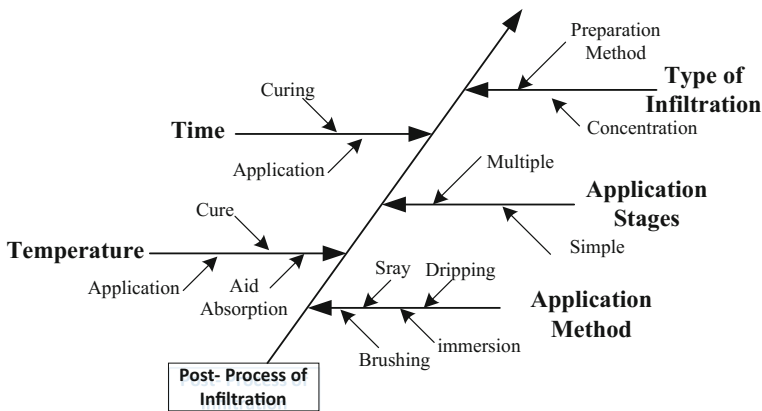 Preparation
Method
Type of
Infiltration
Concentration
Curing
Time
Application
Multiple
Application
Stages
Simple
Cure
Temperature
Application
Aid
Absorption
Sray
Dripping
Application
Method
Brushing
immersion
Post- Process of
Infiltration